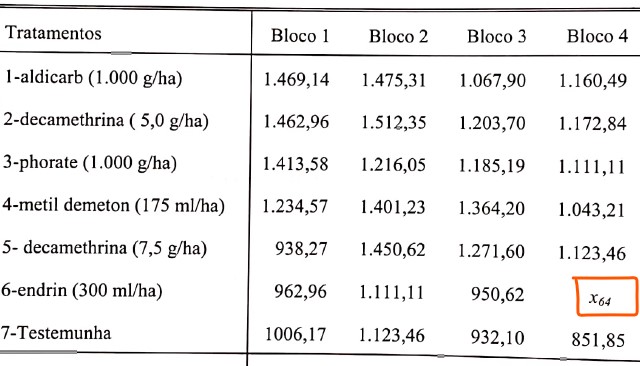 Tratamentos Bloco 1 Bloco 2 Bloco 3 Bloco 4
1-aldicarb (1.000 g/ha) 1.469,14 1.475,31 1.067,90 1.160,49
2-decamethrina ( 5,0 g/ha) 1.462,96 1.512,35 1.203,70 1.172,84
3-phorate (1.000 g/ha) 1.413,58 1.216,05 1.185,19 1.111,11
4-metil demeton (175 ml/ha) 1.234,57 1.401,23 1.364,20 1.043,21
5- decamethrina (7,5 g/ha) 938,27 1.450,62 1.271,60 1.123,46
6-endrin (300 ml/ha) 962,96 1.111,11 950,62 x64
7-Testemunha 1006,17 1.123,46 932,10 851,85